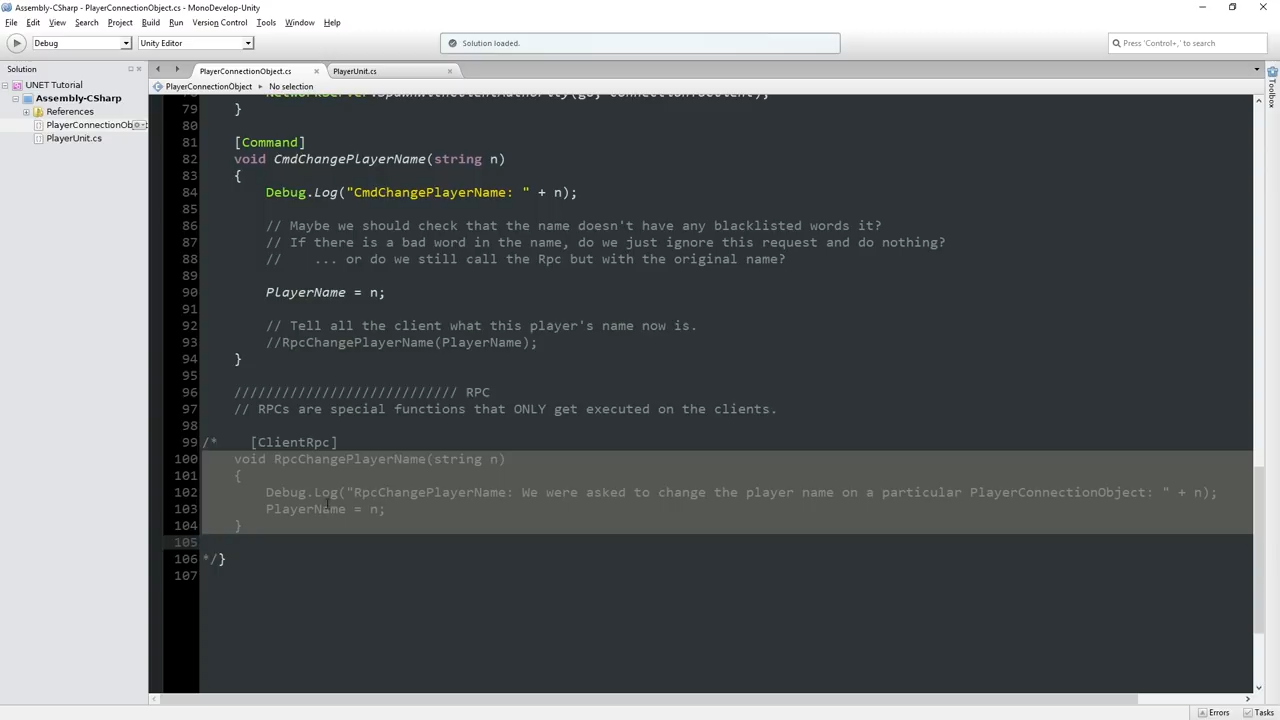 Assembly-CSharp - PlayerConnectionObject.cs - MonoDevelop-Unity
File Edit View Search Project Build Run Version Control Tools Window Help
Debug Unity Editor Solution loaded. Press 'Control+,' to search
Solution
UNET Tutorial
Assembly-CSharp
References
PlayerConnectionObj
PlayerUnit.cs
PlayerConnectionObject.cs PlayerUnit.cs
PlayerConnectionObject No selection
Toolbox
NetworkServer.SpawnWithClientAuthority(go, connectionToClient);
79 }
80
81 [Command]
82 void CmdChangePlayerName(string n)
83 {
84 Debug.Log("CmdChangePlayerName: " + n);
85
86 // Maybe we should check that the name doesn't have any blacklisted words it?
87 // If there is a bad word in the name, do we just ignore this request and do nothing?
88 //    ... or do we still call the Rpc but with the original name?
89
90 PlayerName = n;
91
92 // Tell all the client what this player's name now is.
93 //RpcChangePlayerName(PlayerName);
94 }
95
96 //////////////////////////// RPC
97 // RPCs are special functions that ONLY get executed on the clients.
98
99 /*    [ClientRpc]
100 void RpcChangePlayerName(string n)
101 {
102 Debug.Log("RpcChangePlayerName: We were asked to change the player name on a particular PlayerConnectionObject: " + n);
103 PlayerName = n;
104 }
105
106 */}
107
Errors Tasks